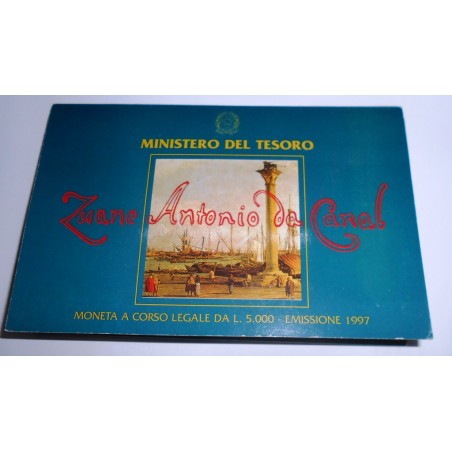 MINISTERO DEL TESORO
Zuane Antonio da Canal
MONETA A CORSO LEGALE DA L. 5.000 - EMISSIONE 1997